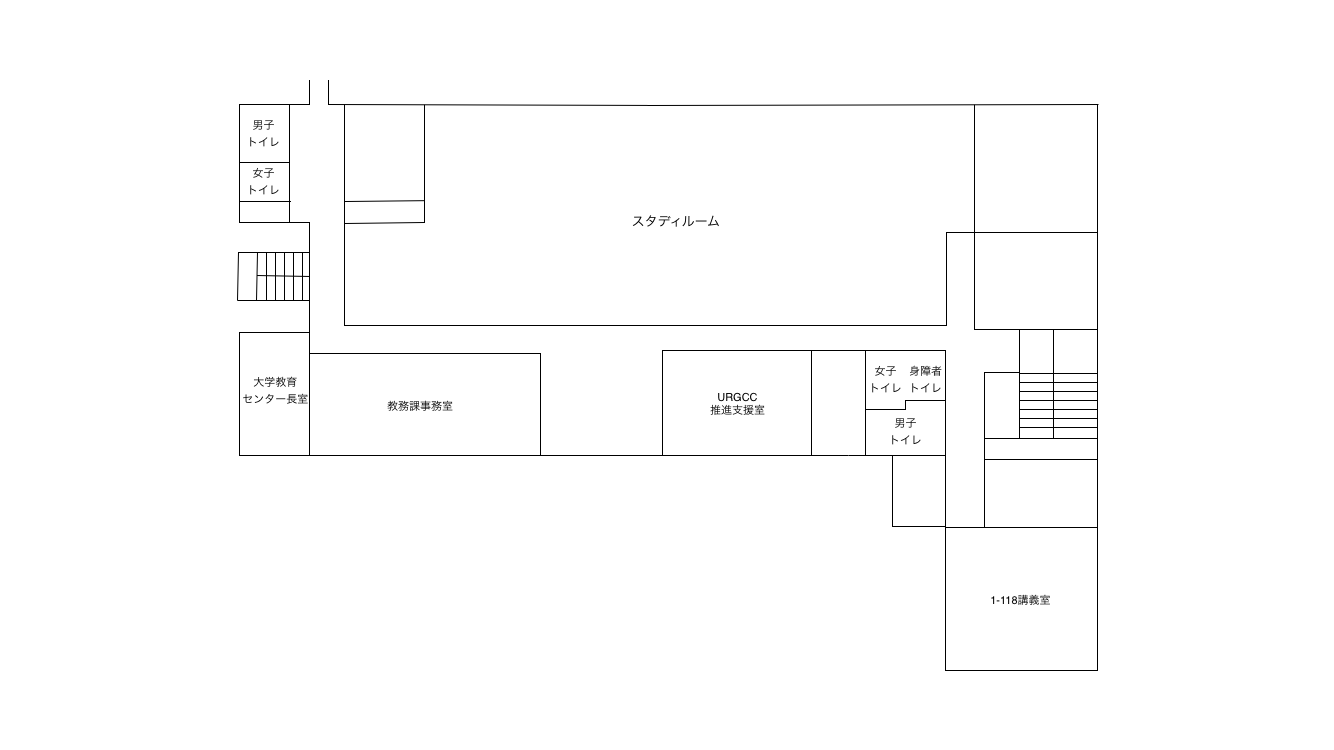 男子
トイレ
女子
トイレ
スタディルーム
大学教育
センター長室
教務課事務室
URGCC
推進支援室
女子
トイレ
身障者
トイレ
男子
トイレ
1-118講義室